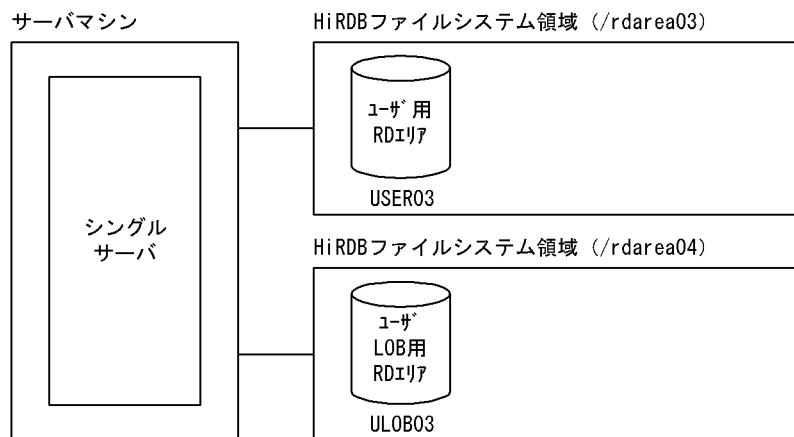 サーバマシン
HiRDBファイルシステム領域（/rdarea03）
ﾕｰｻﾞ用
RDｴﾘｱ
USER03
シングル
サーバ
HiRDBファイルシステム領域（/rdarea04）
ﾕｰｻﾞ
LOB用
RDｴﾘｱ
ULOB03